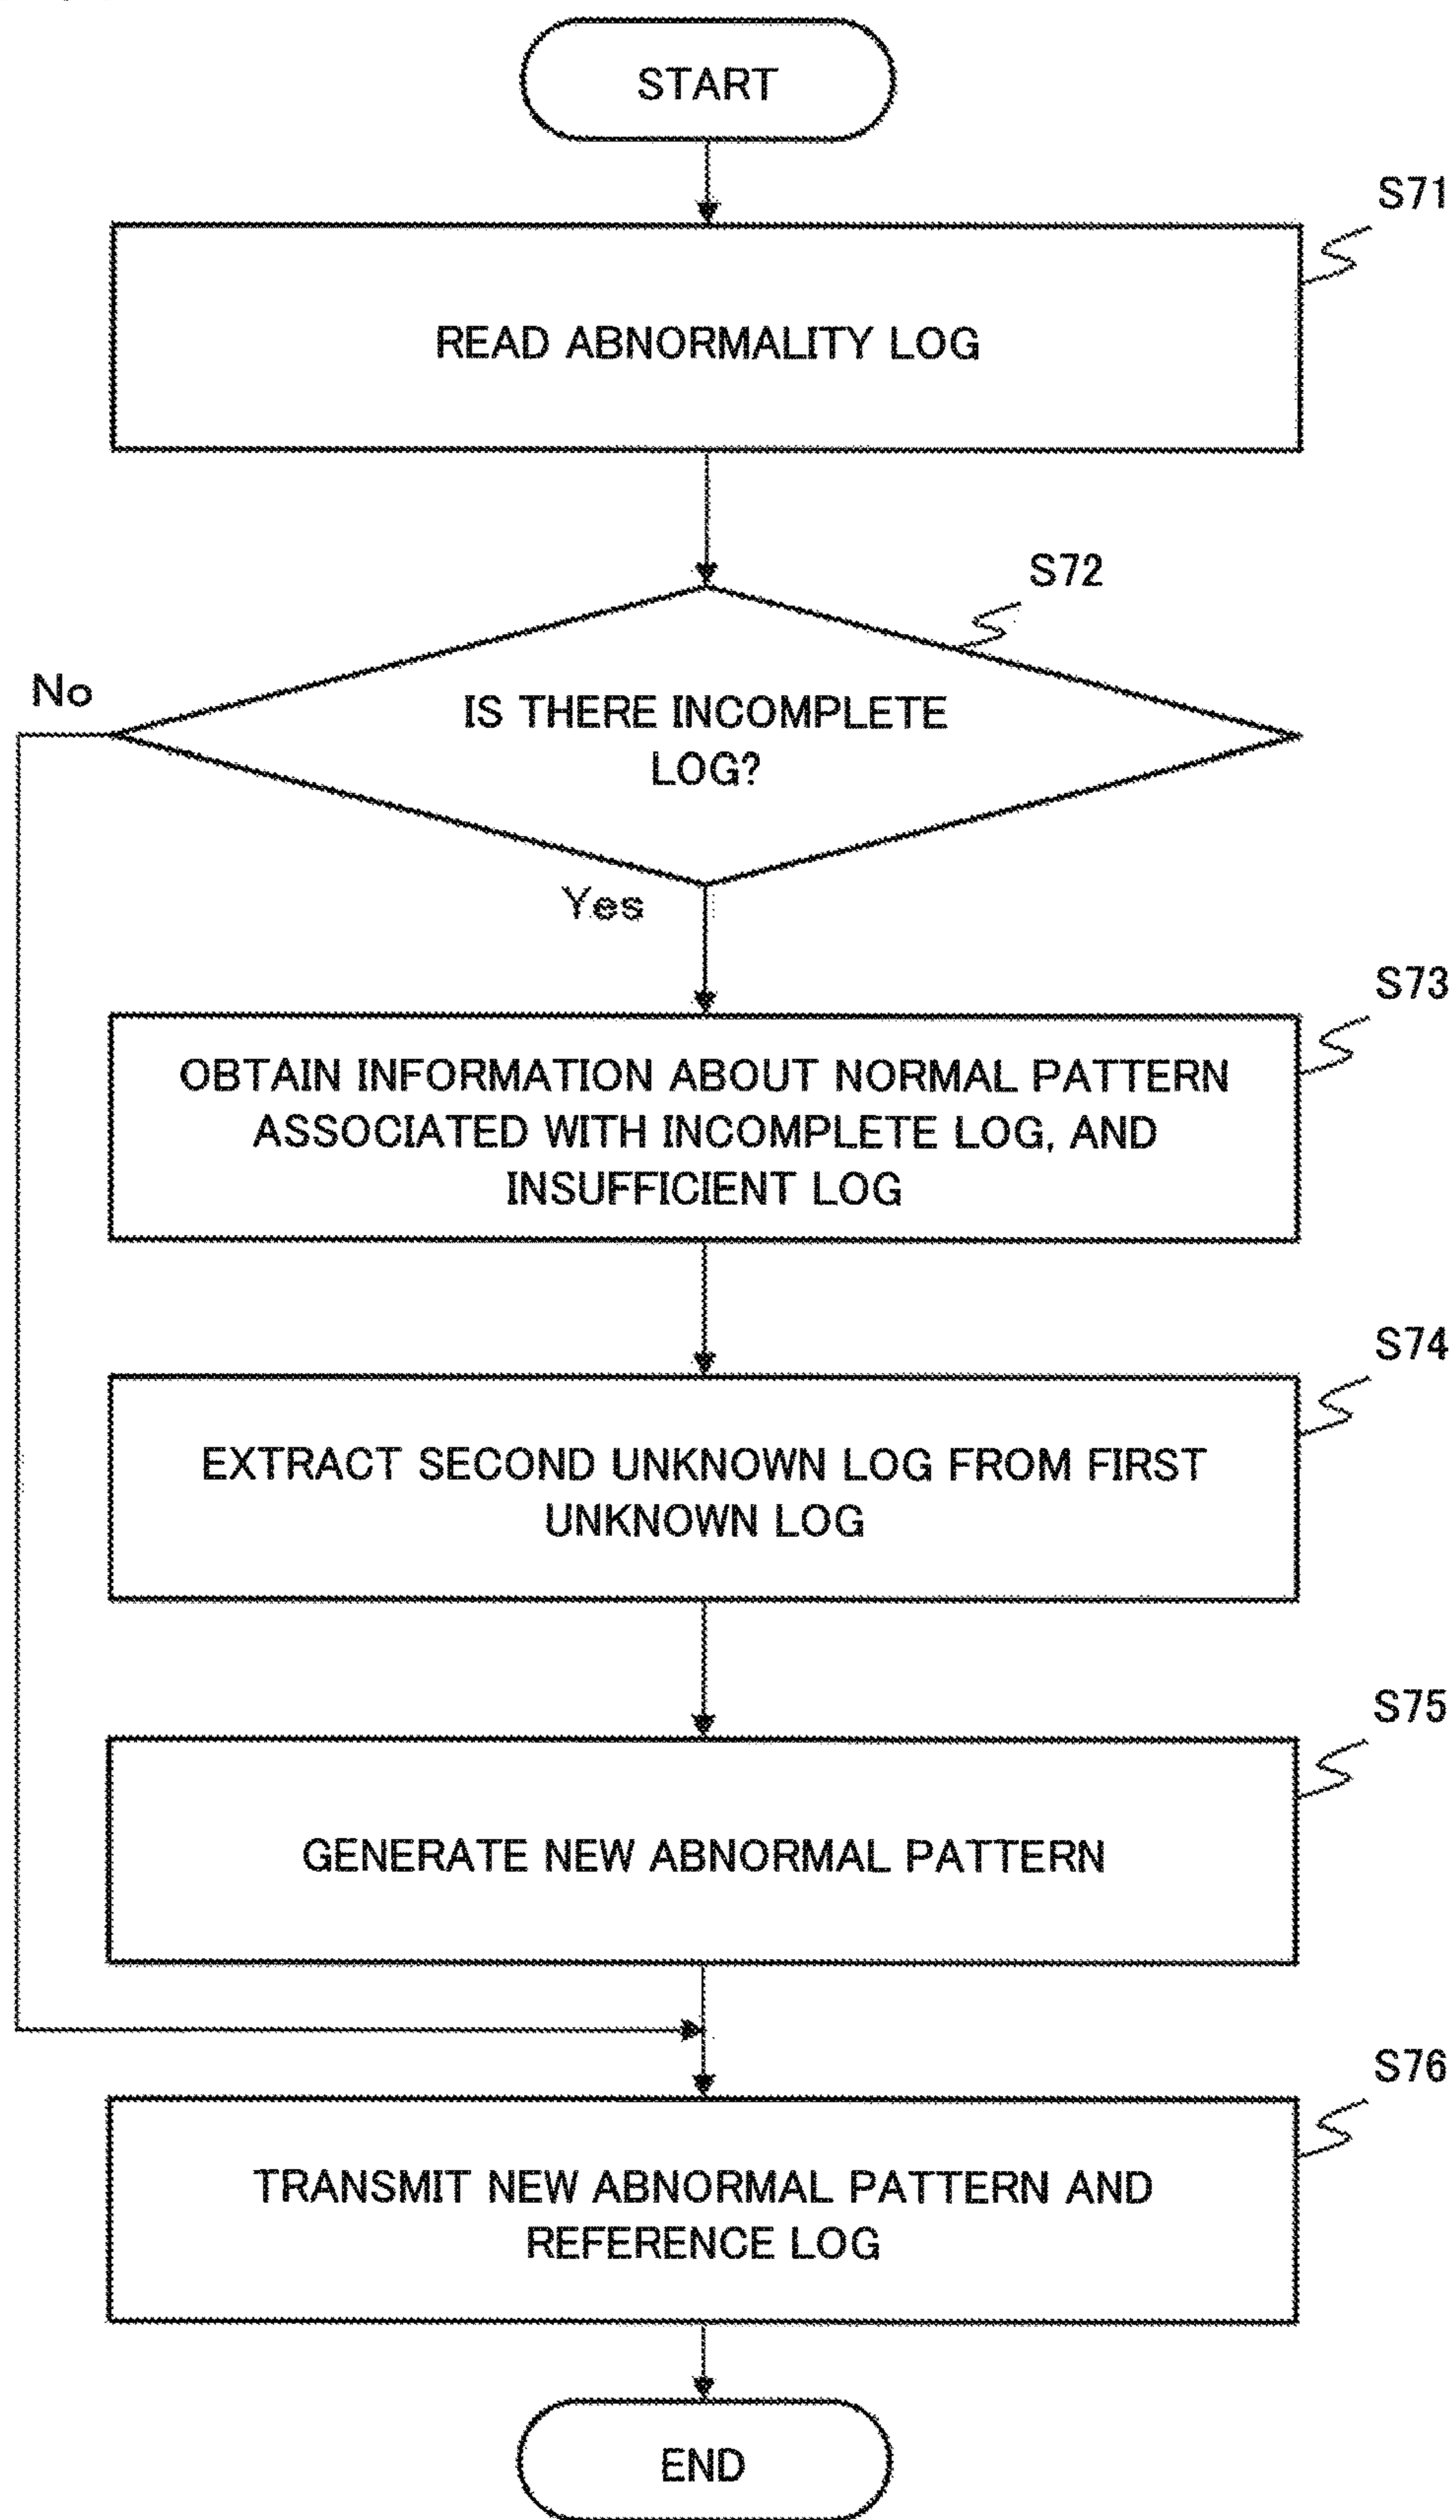 START
S71
READ ABNORMALITY LOG
S72
No
IS THERE INCOMPLETE
LOG?
Yes
S73
OBTAIN INFORMATION ABOUT NORMAL PATTERN
ASSOCIATED WITH INCOMPLETE LOG, AND
INSUFFICIENT LOG
S74
EXTRACT SECOND UNKNOWN LOG FROM FIRST
UNKNOWN LOG
S75
GENERATE NEW ABNORMAL PATTERN
S76
TRANSMIT NEW ABNORMAL PATTERN AND
REFERENCE LOG
END